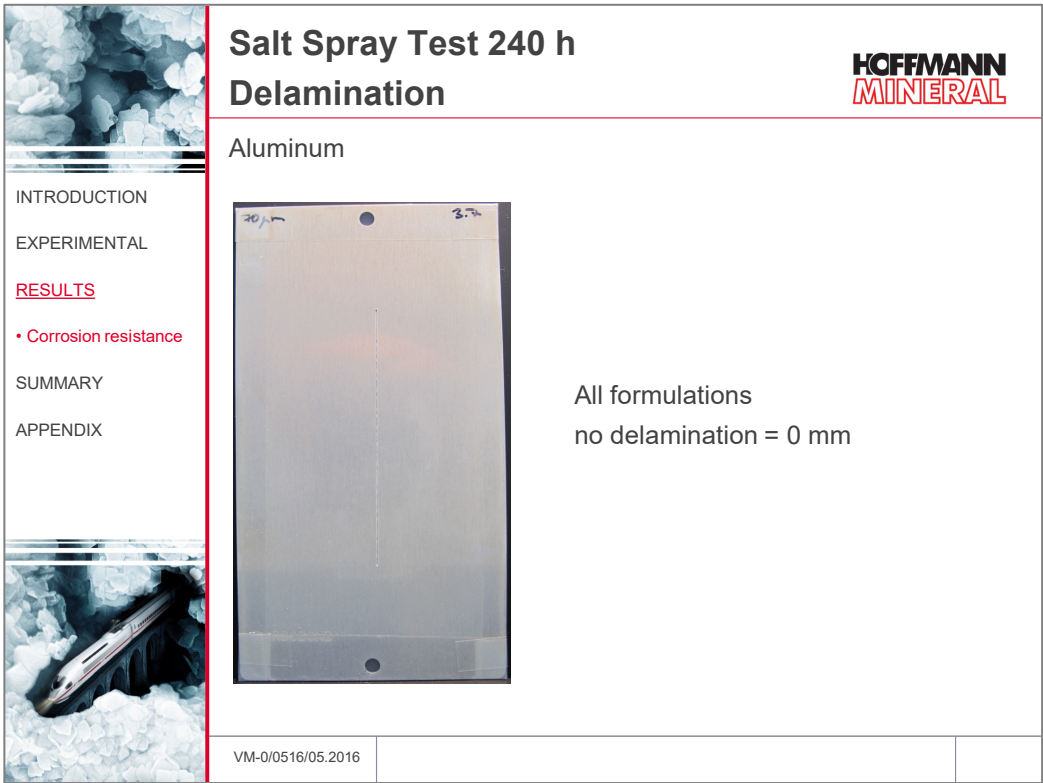 Salt Spray Test 240 h
Delamination
HOFFMANN
MINERAL
Aluminum
INTRODUCTION
EXPERIMENTAL
RESULTS
• Corrosion resistance
SUMMARY
APPENDIX
70µm
All formulations
no delamination = 0 mm
VM-0/0516/05.2016